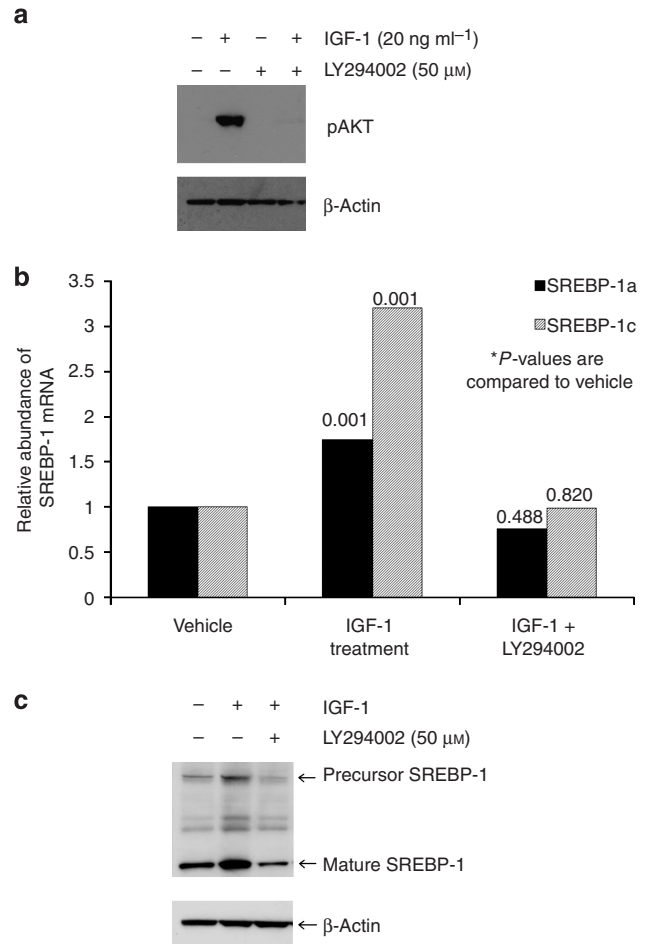 a
– + – + IGF-1 (20 ng ml⁻¹)
– – + + LY294002 (50 μM)
pAKT
β-Actin
b
Relative abundance of
SREBP-1 mRNA
3.5
3
2.5
2
1.5
1
0.5
0
0.001
0.001
0.488
0.820
SREBP-1a
SREBP-1c
*P-values are
compared to vehicle
Vehicle
IGF-1
treatment
IGF-1 +
LY294002
c
– + + IGF-1
– – + LY294002 (50 μM)
← Precursor SREBP-1
← Mature SREBP-1
← β-Actin